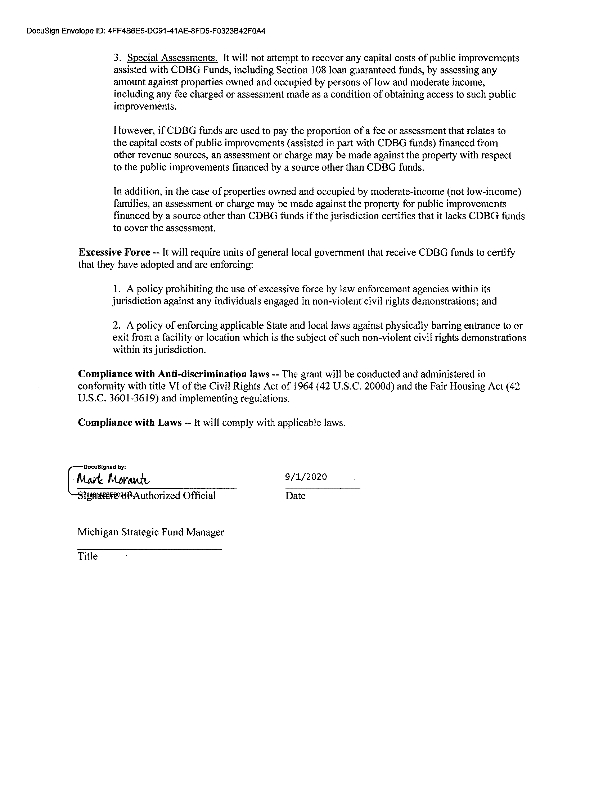 DocuSign Envelope ID: 4FF486E5-DC91-41AE-8FD5-F0323B42F0A4
3. Special Assessments. It will not attempt to recover any capital costs of public improvements
assisted with CDBG Funds, including Section 108 loan guaranteed funds, by assessing any
amount against properties owned and occupied by persons of low and moderate income,
including any fee charged or assessment made as a condition of obtaining access to such public
improvements.
However, if CDBG funds are used to pay the proportion of a fee or assessment that relates to
the capital costs of public improvements (assisted in part with CDBG funds) financed from
other revenue sources, an assessment or charge may be made against the property with respect
to the public improvements financed by a source other than CDBG funds.
In addition, in the case of properties owned and occupied by moderate-income (not low-income)
families, an assessment or charge may be made against the property for public improvements
financed by a source other than CDBG funds if the jurisdiction certifies that it lacks CDBG funds
to cover the assessment.
Excessive Force -- It will require units of general local government that receive CDBG funds to certify
that they have adopted and are enforcing:
1. A policy prohibiting the use of excessive force by law enforcement agencies within its
jurisdiction against any individuals engaged in non-violent civil rights demonstrations; and
2. A policy of enforcing applicable State and local laws against physically barring entrance to or
exit from a facility or location which is the subject of such non-violent civil rights demonstrations
within its jurisdiction.
Compliance with Anti-discrimination laws -- The grant will be conducted and administered in
conformity with title VI of the Civil Rights Act of 1964 (42 U.S.C. 2000d) and the Fair Housing Act (42
U.S.C. 3601-3619) and implementing regulations.
Compliance with Laws -- It will comply with applicable laws.
DocuSigned by:
Mark Morante
9/1/2020
Signature of Authorized Official
Date
Michigan Strategic Fund Manager
Title